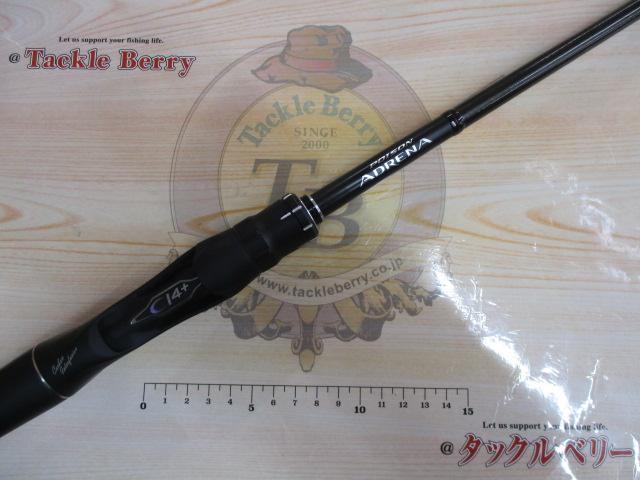 Let us support your fishing life.
@ Tackle Berry
Tackle Berry
SINCE
2000
TB
POISON
ADRENA
www.tackleberry.co.jp
CI4+
0 1 2 3 4 5 6 7 8 9 10 11 12 13 14 15
Let us support your fishing life.
@ タックルベリー